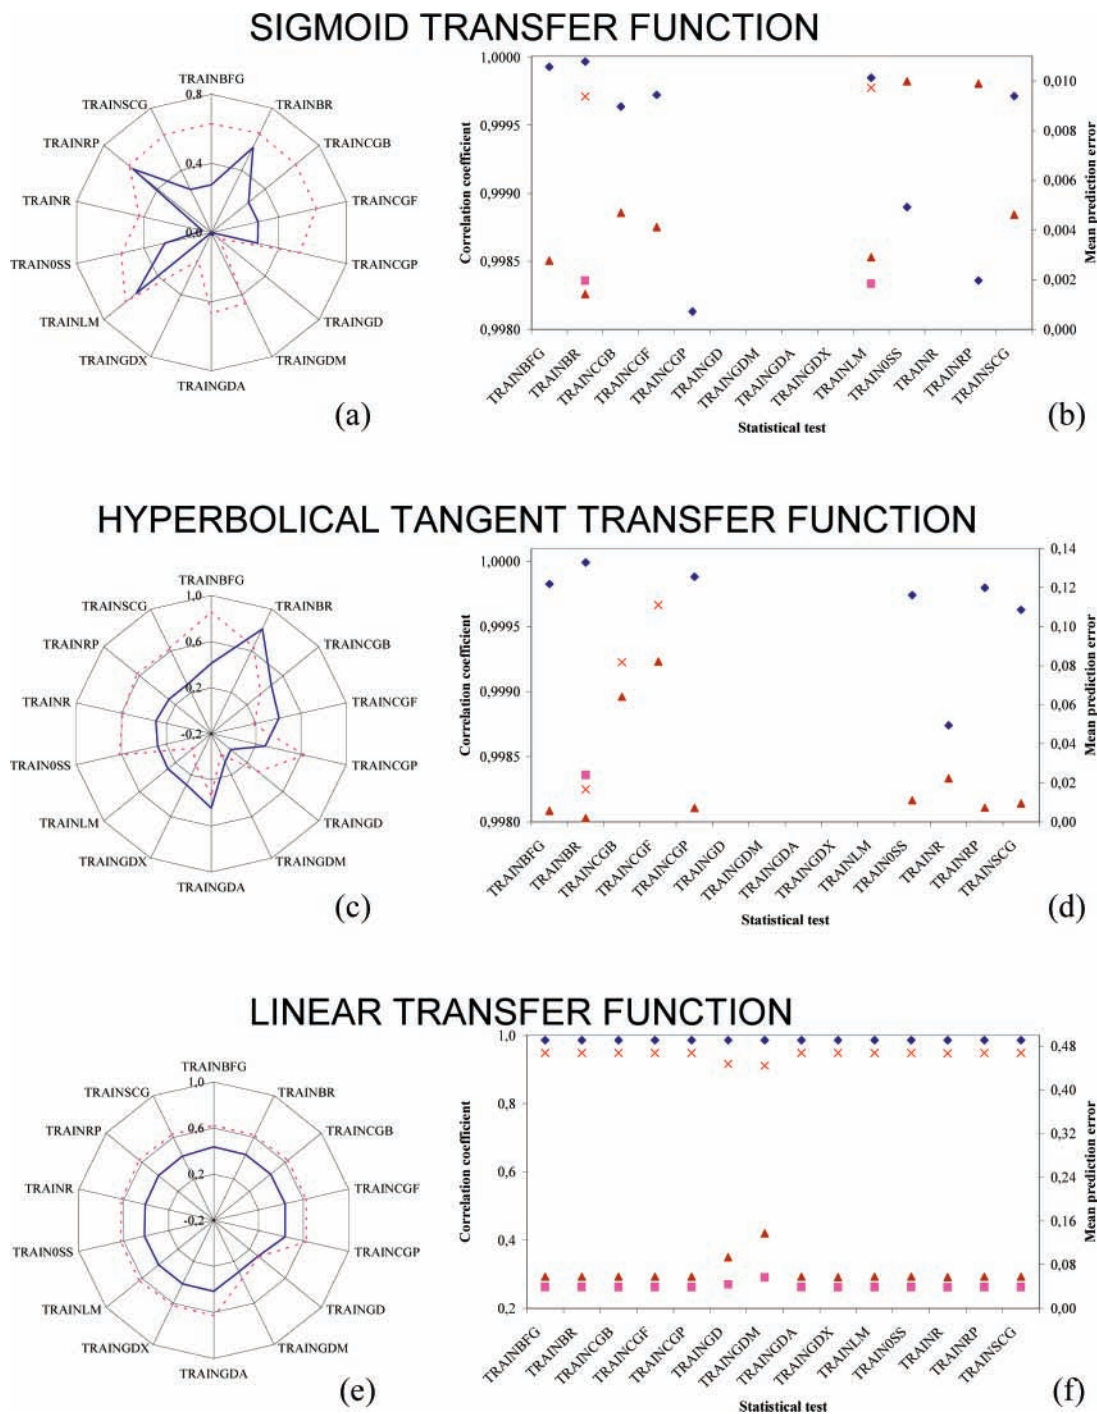 SIGMOID TRANSFER FUNCTION
TRAINBFG
TRAINBR
TRAINCGB
TRAINCGF
TRAINCGP
TRAINGD
TRAINGDM
TRAINGDA
TRAINGDX
TRAINLM
TRAIN0SS
TRAINR
TRAINRP
TRAINSCG
0.8
0.4
0.0
(a)
Correlation coefficient
1,0000
0,9995
0,9990
0,9985
0,9980
0,010
0,008
0,006
0,004
0,002
0,000
Mean prediction error
TRAINBFG
TRAINBR
TRAINCGB
TRAINCGF
TRAINCGP
TRAINGD
TRAINGDM
TRAINGDA
TRAINGDX
TRAINLM
TRAIN0SS
TRAINR
TRAINRP
TRAINSCG
Statistical test
(b)
HYPERBOLICAL TANGENT TRANSFER FUNCTION
TRAINBFG
TRAINBR
TRAINCGB
TRAINCGF
TRAINCGP
TRAINGD
TRAINGDM
TRAINGDA
TRAINGDX
TRAINLM
TRAIN0SS
TRAINR
TRAINRP
TRAINSCG
1,0
0,6
0,2
-0,2
(c)
Correlation coefficient
1,0000
0,9995
0,9990
0,9985
0,9980
0,14
0,12
0,10
0,08
0,06
0,04
0,02
0,00
Mean prediction error
TRAINBFG
TRAINBR
TRAINCGB
TRAINCGF
TRAINCGP
TRAINGD
TRAINGDM
TRAINGDA
TRAINGDX
TRAINLM
TRAIN0SS
TRAINR
TRAINRP
TRAINSCG
Statistical test
(d)
LINEAR TRANSFER FUNCTION
TRAINBFG
TRAINBR
TRAINCGB
TRAINCGF
TRAINCGP
TRAINGD
TRAINGDM
TRAINGDA
TRAINGDX
TRAINLM
TRAIN0SS
TRAINR
TRAINRP
TRAINSCG
1,0
0,6
0,2
-0,2
(e)
Correlation coefficient
1,0
0,8
0,6
0,4
0,2
0,48
0,40
0,32
0,24
0,16
0,08
0,00
Mean prediction error
TRAINBFG
TRAINBR
TRAINCGB
TRAINCGF
TRAINCGP
TRAINGD
TRAINGDM
TRAINGDA
TRAINGDX
TRAINLM
TRAIN0SS
TRAINR
TRAINRP
TRAINSCG
Statistical test
(f)